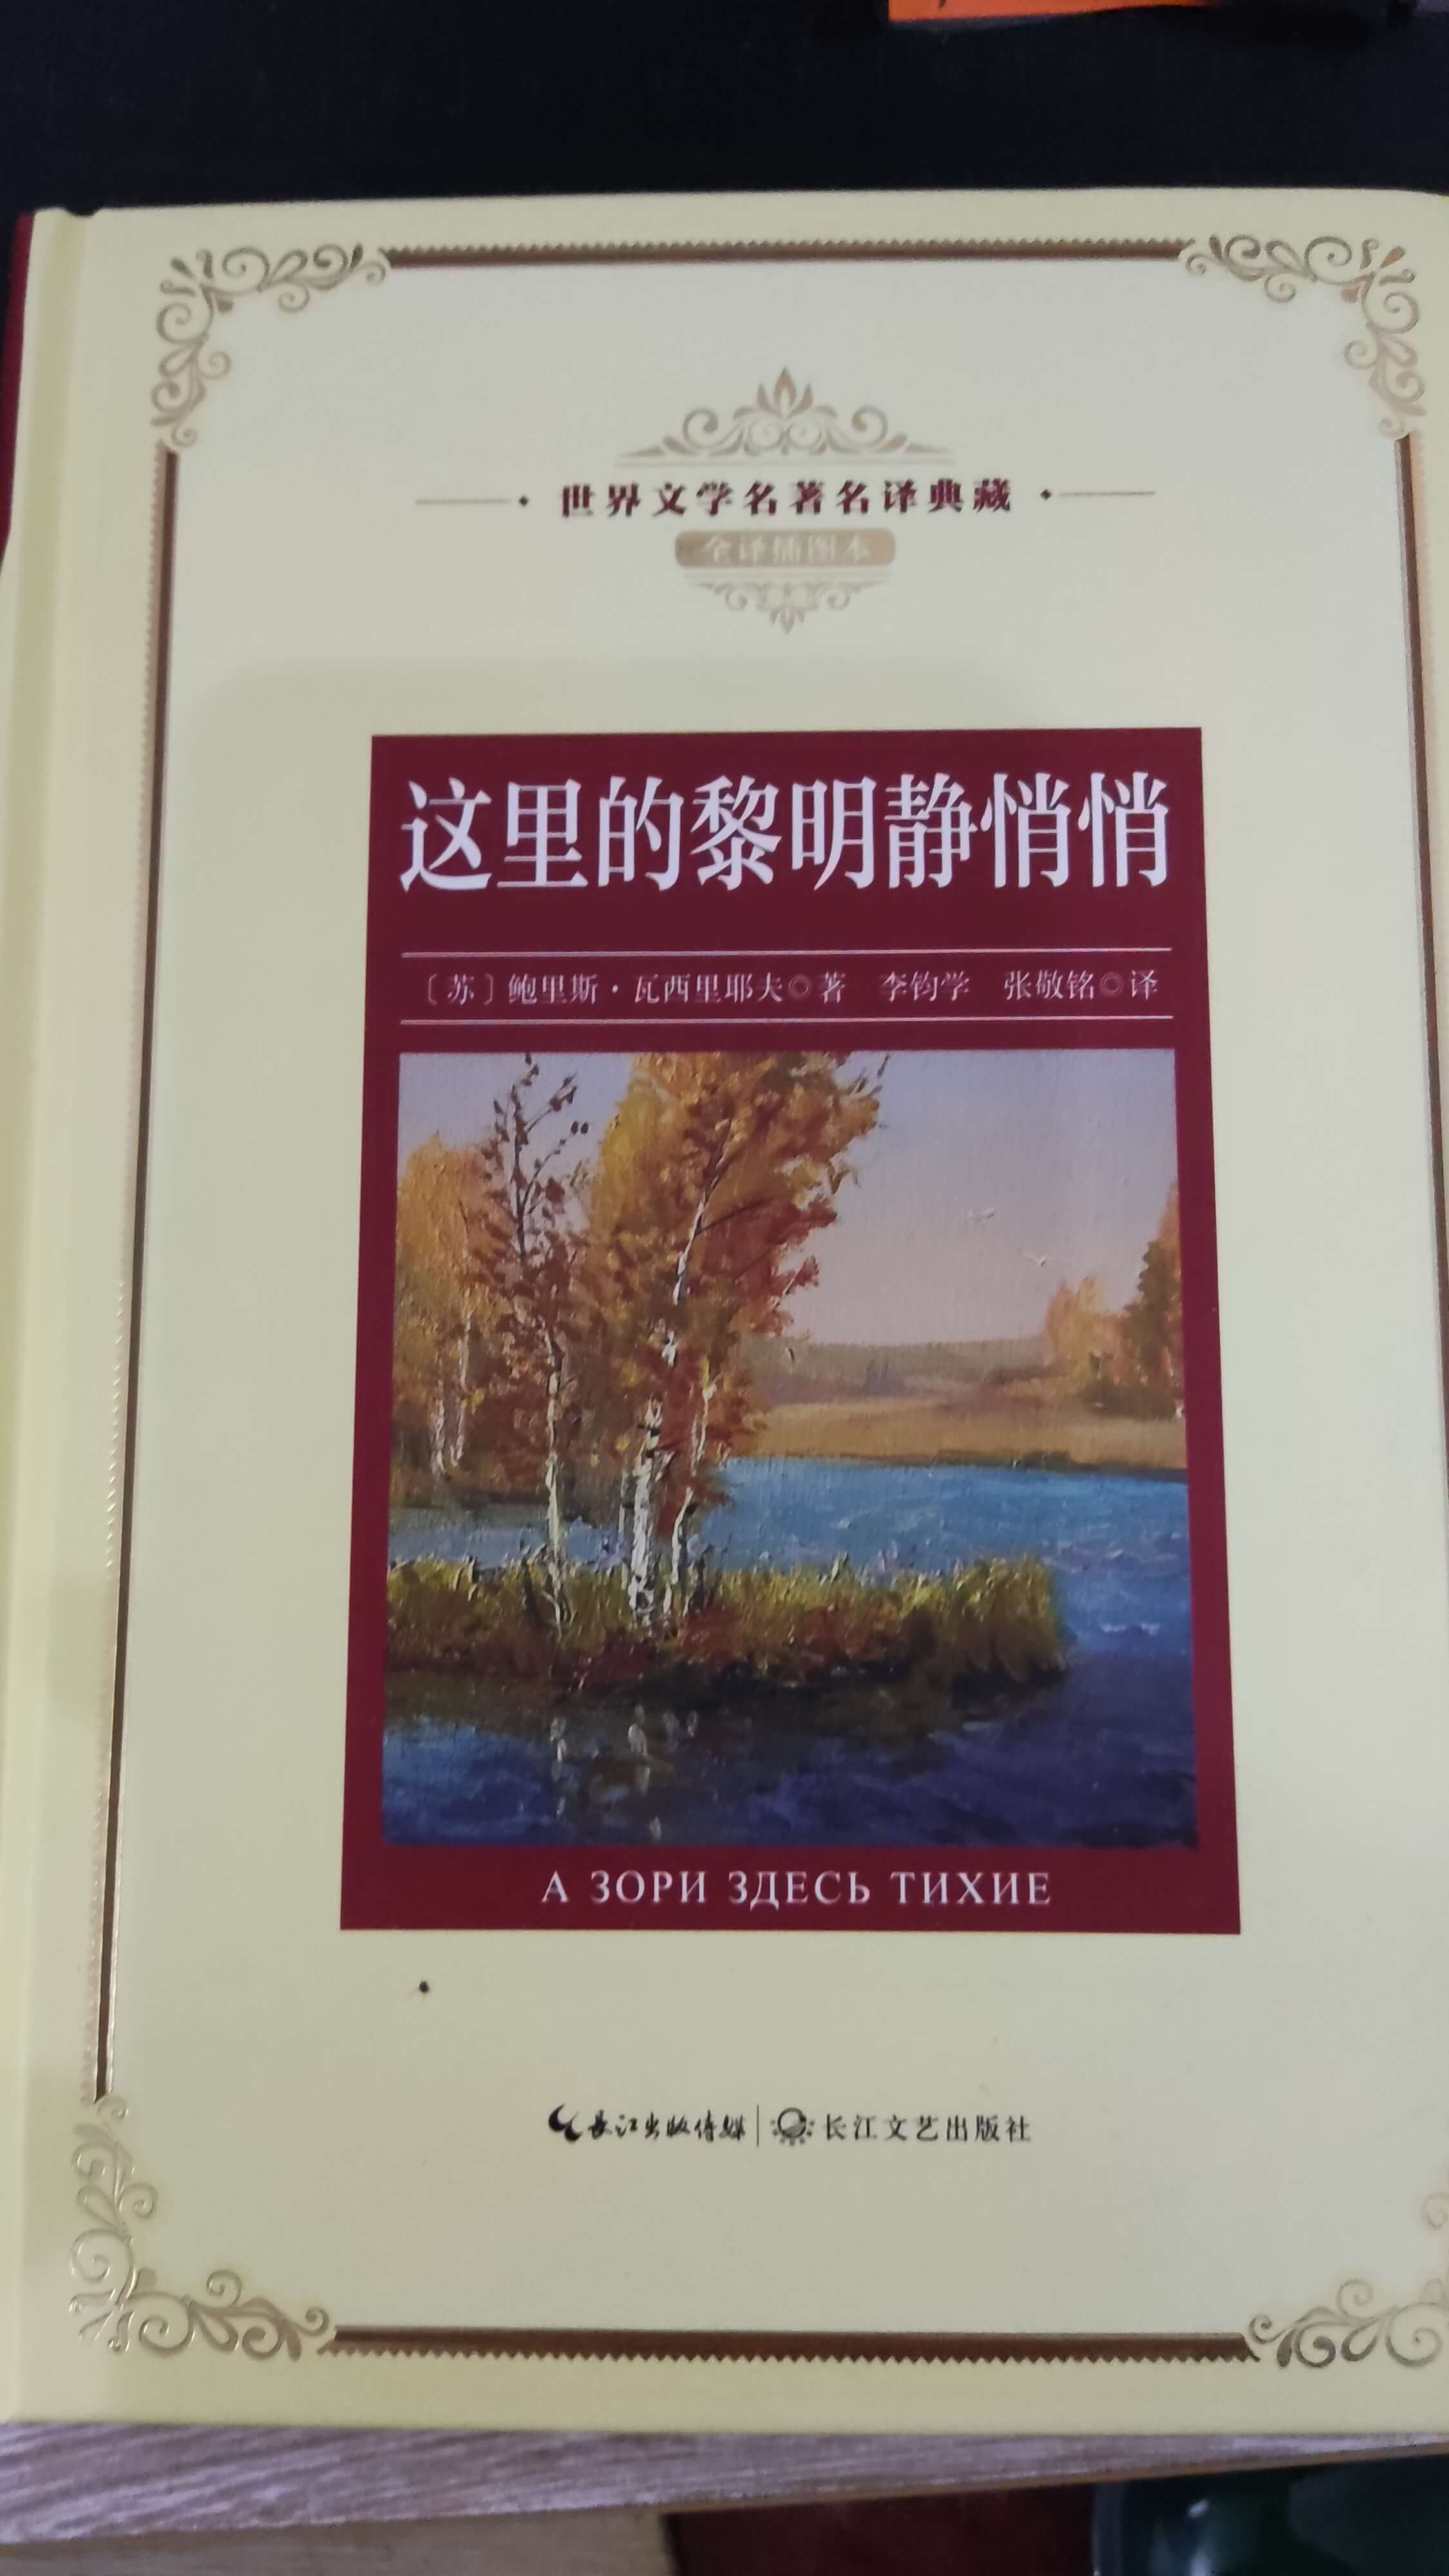 · 世界文学名著名译典藏 ·
全译插图本
这里的黎明静悄悄
〔苏〕鲍里斯·瓦西里耶夫◎著 李钧学 张敬铭◎译
А ЗОРИ ЗДЕСЬ ТИХИЕ
长江出版传媒 | 长江文艺出版社